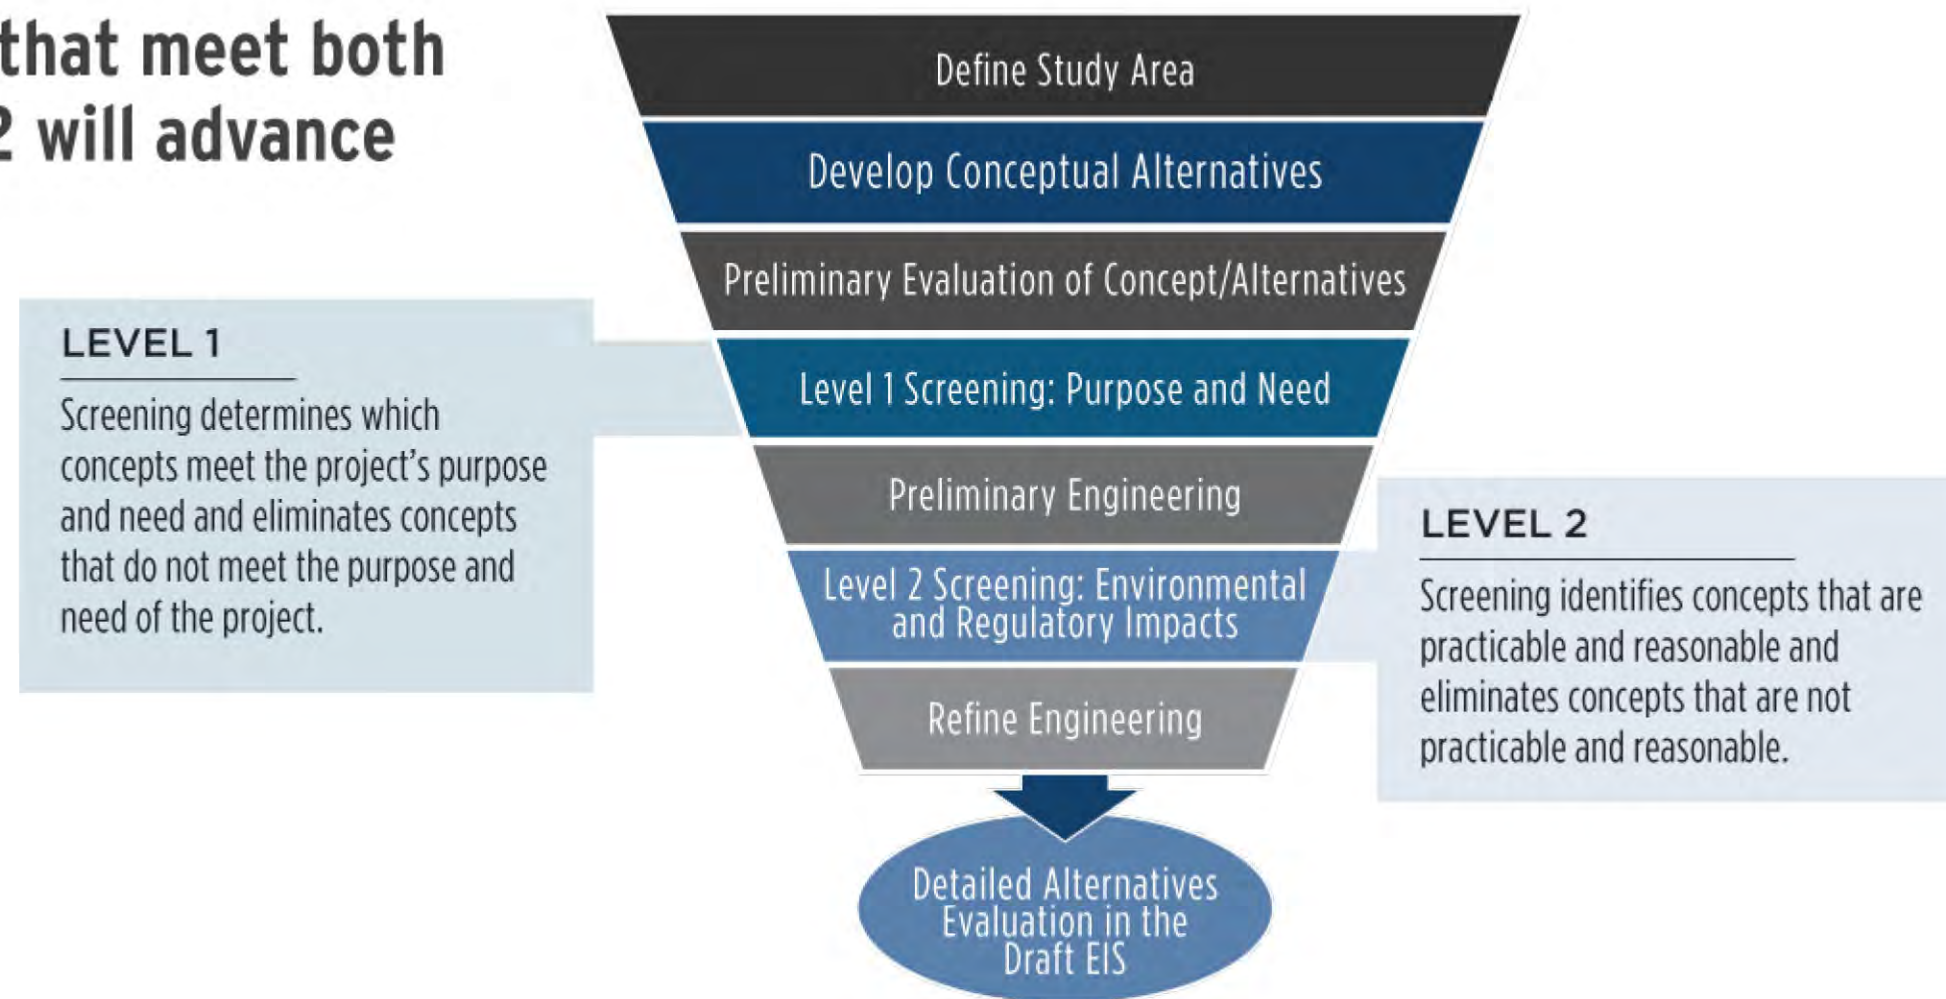 that meet both
2 will advance
Define Study Area
Develop Conceptual Alternatives
Preliminary Evaluation of Concept/Alternatives
LEVEL 1
Screening determines which
concepts meet the project's purpose
and need and eliminates concepts
that do not meet the purpose and
need of the project.
Level 1 Screening: Purpose and Need
Preliminary Engineering
Level 2 Screening: Environmental
and Regulatory Impacts
LEVEL 2
Screening identifies concepts that are
practicable and reasonable and
eliminates concepts that are not
practicable and reasonable.
Refine Engineering
Detailed Alternatives
Evaluation in the
Draft EIS